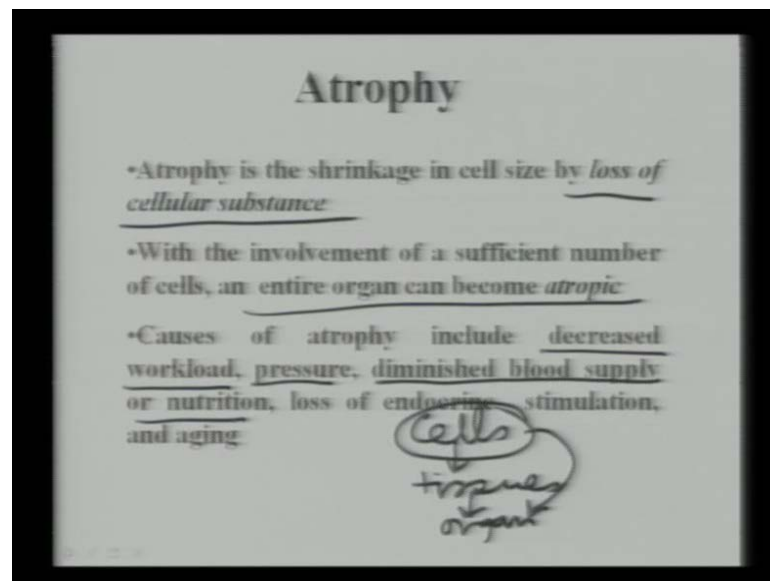 Atrophy
•Atrophy is the shrinkage in cell size by loss of
cellular substance
•With the involvement of a sufficient number
of cells, an entire organ can become atropic
•Causes of atrophy include decreased
workload, pressure, diminished blood supply
or nutrition, loss of endocrine stimulation,
and aging
Cells
tissues
organ